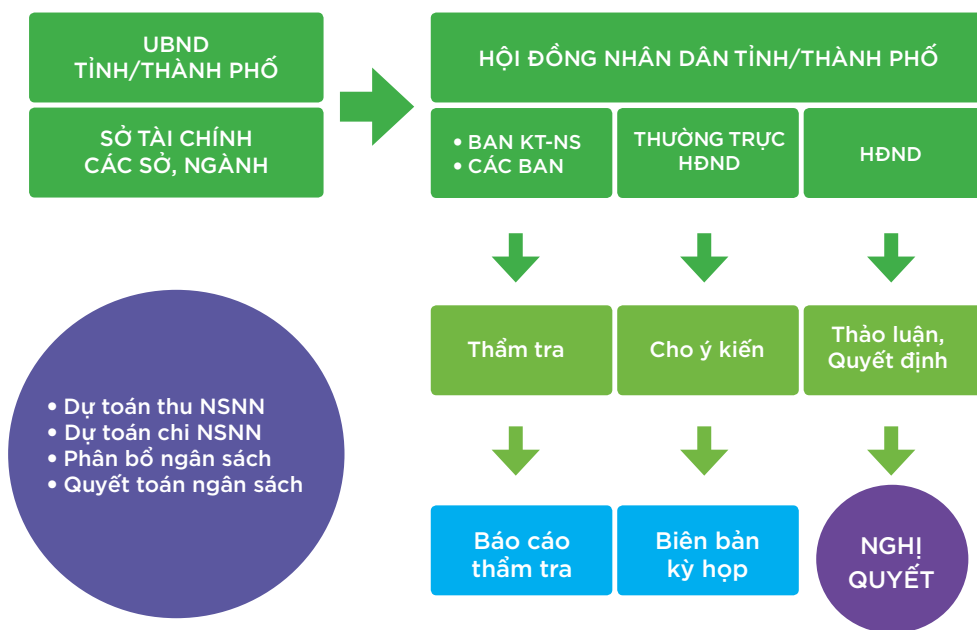 UBND
TỈNH/THÀNH PHỐ
SỞ TÀI CHÍNH
CÁC SỞ, NGÀNH
HỘI ĐỒNG NHÂN DÂN TỈNH/THÀNH PHỐ
• BAN KT-NS
• CÁC BAN
THƯỜNG TRỰC
HĐND
HĐND
Thẩm tra
Cho ý kiến
Thảo luận,
Quyết định
• Dự toán thu NSNN
• Dự toán chi NSNN
• Phân bổ ngân sách
• Quyết toán ngân sách
Báo cáo
thẩm tra
Biên bản
kỳ họp
NGHỊ
QUYẾT